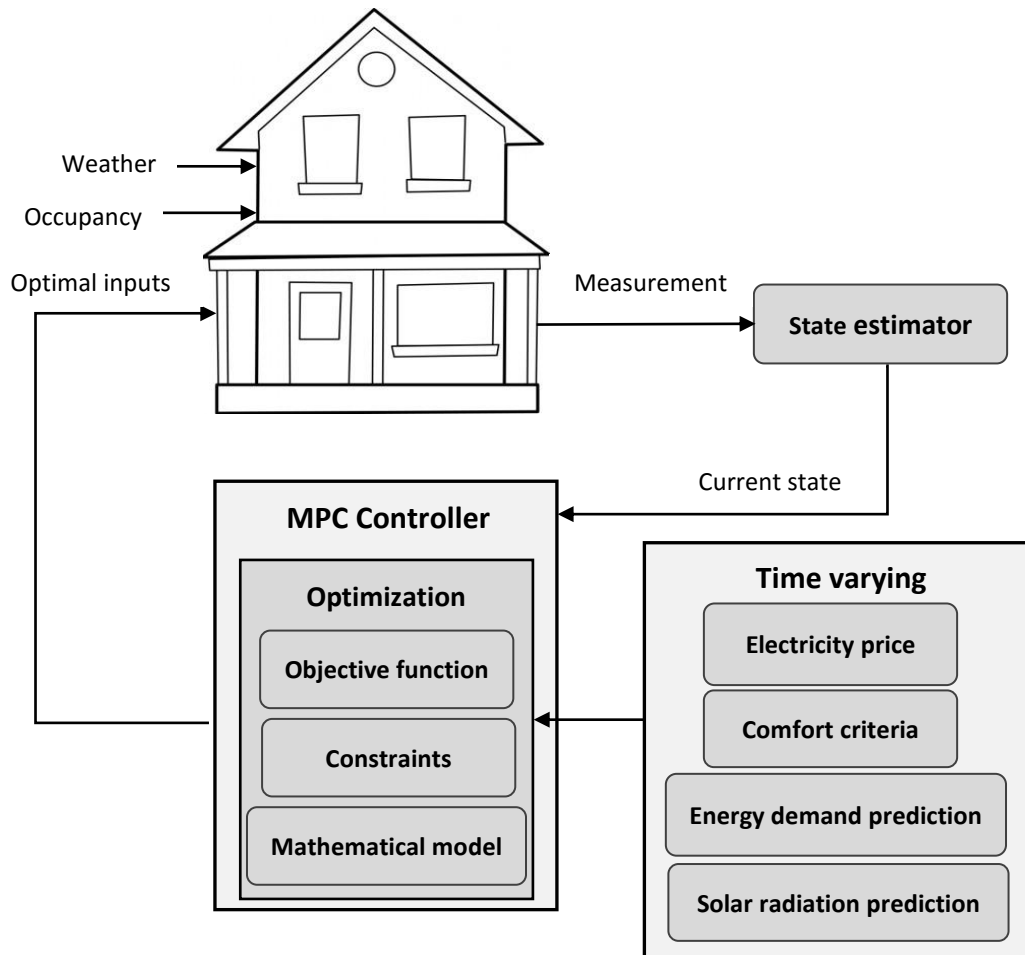 Weather
Occupancy
Optimal inputs
Measurement
State estimator
Current state
MPC Controller
Optimization
Objective function
Constraints
Mathematical model
Time varying
Electricity price
Comfort criteria
Energy demand prediction
Solar radiation prediction